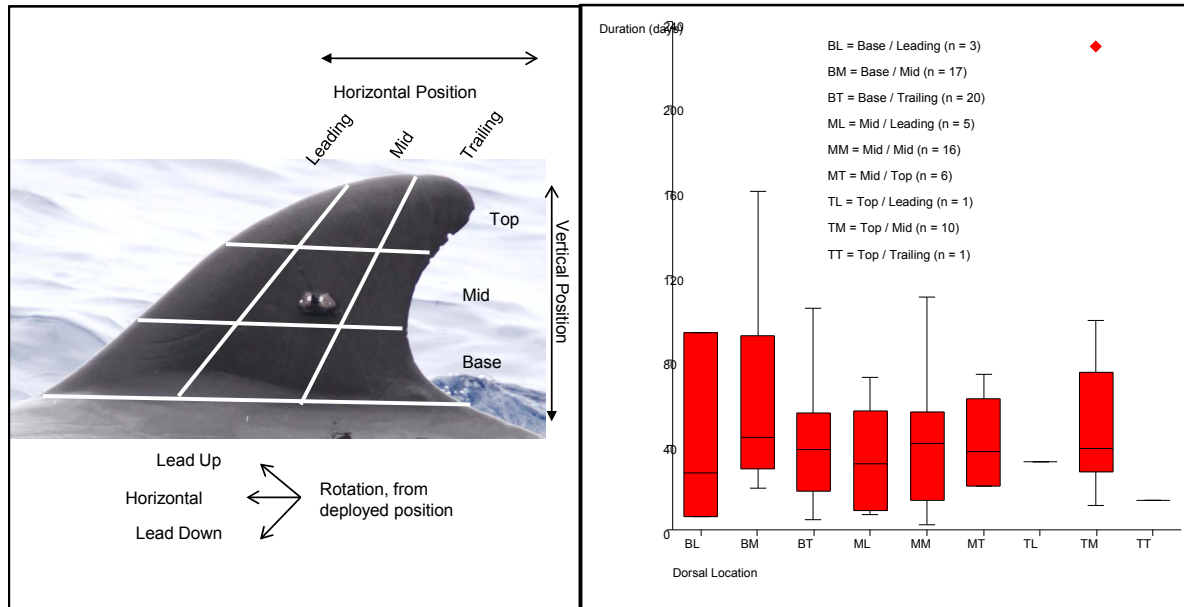 Horizontal Position
Leading
Mid
Trailing
Top
Mid
Base
Vertical Position
Lead Up
Horizontal
Lead Down
Rotation, from
deployed position
Duration (days)
240
200
160
120
80
40
0
BL = Base / Leading (n = 3)
BM = Base / Mid (n = 17)
BT = Base / Trailing (n = 20)
ML = Mid / Leading (n = 5)
MM = Mid / Mid (n = 16)
MT = Mid / Top (n = 6)
TL = Top / Leading (n = 1)
TM = Top / Mid (n = 10)
TT = Top / Trailing (n = 1)
BL BM BT ML MM MT TL TM TT
Dorsal Location